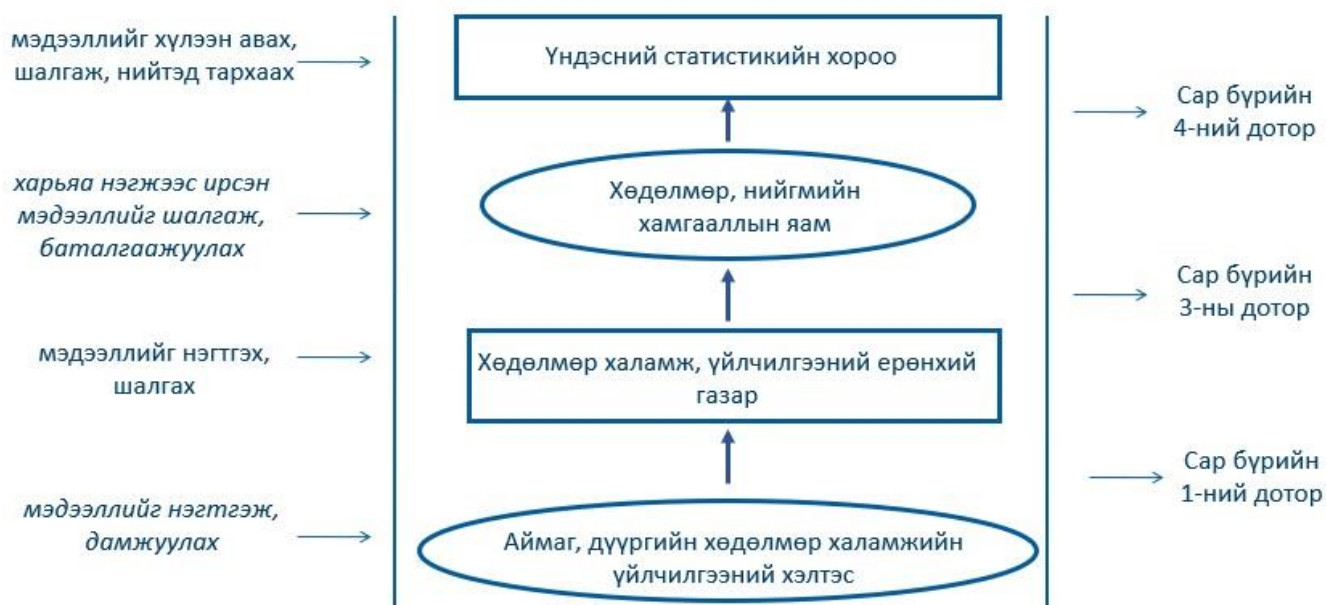 мэдээллийг хүлээн авах,
шалгаж, нийтэд тархаах
Үндэсний статистикийн хороо
Сар бүрийн
4-ний дотор
харьяа нэгжээс ирсэн
мэдээллийг шалгаж,
баталгаажуулах
Хөдөлмөр, нийгмийн
хамгааллын яам
Сар бүрийн
3-ны дотор
мэдээллийг нэгтгэх,
шалгах
Хөдөлмөр халамж, үйлчилгээний ерөнхий
газар
Сар бүрийн
1-ний дотор
мэдээллийг нэгтгэж,
дамжуулах
Аймаг, дүүргийн хөдөлмөр халамжийн
үйлчилгээний хэлтэс